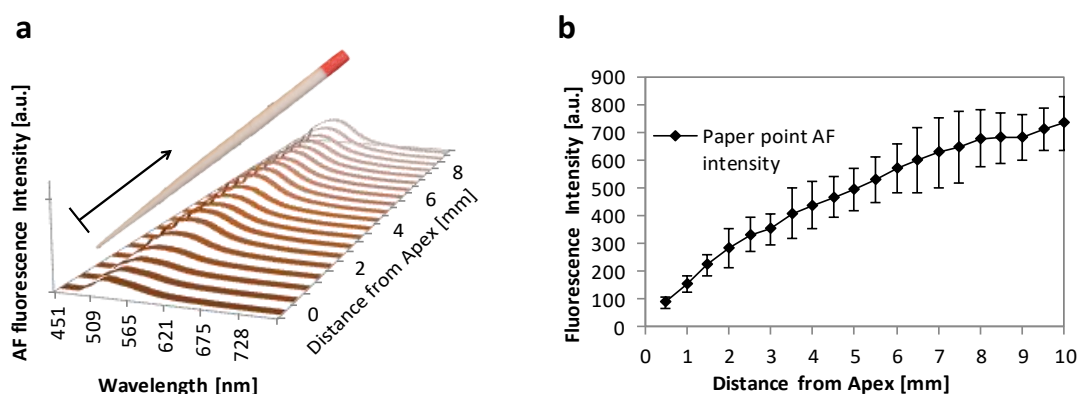 a
AF fluorescence Intensity [a.u.]
451
509
565
621
675
728
Wavelength [nm]
0
2
4
6
8
Distance from Apex [mm]
b
Fluorescence Intensity [a.u.]
900
800
700
600
500
400
300
200
100
0
Paper point AF
intensity
0 1 2 3 4 5 6 7 8 9 10
Distance from Apex [mm]